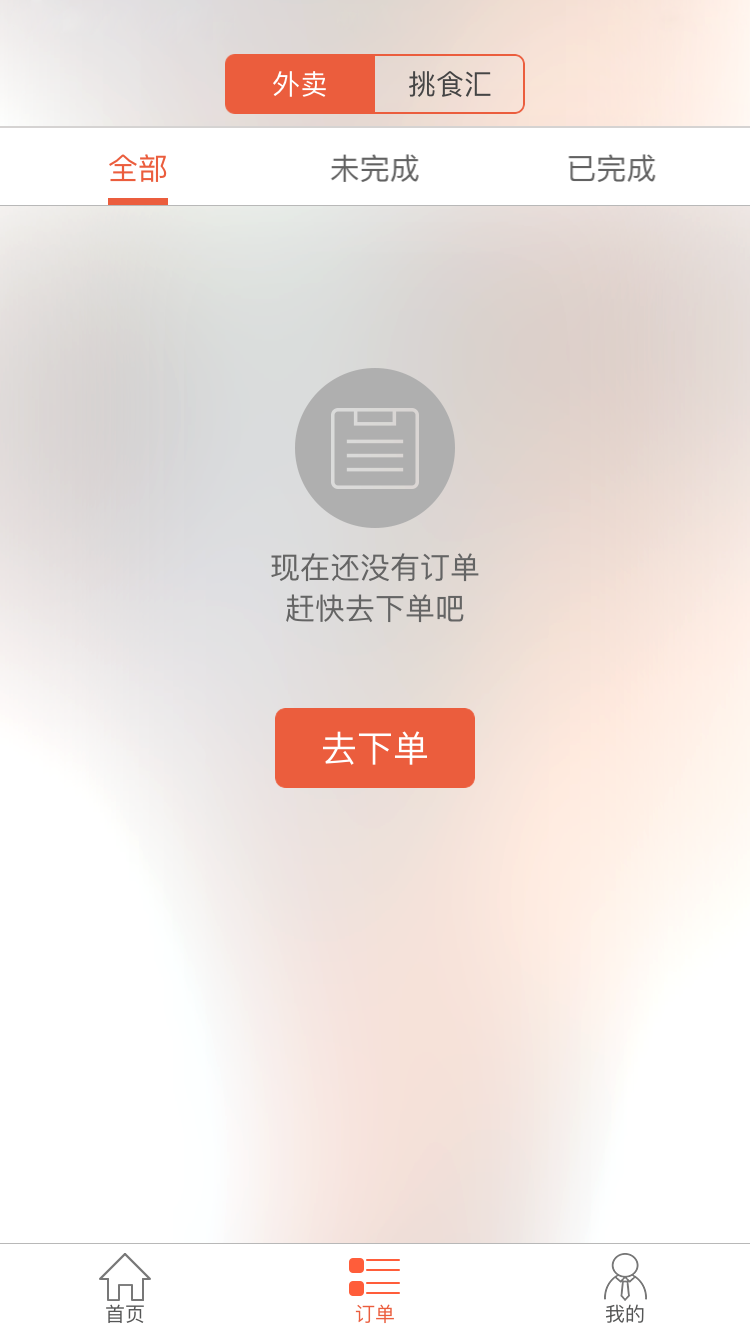 外卖 挑食汇
全部 未完成 已完成
现在还没有订单
赶快去下单吧
去下单
首页 订单 我的